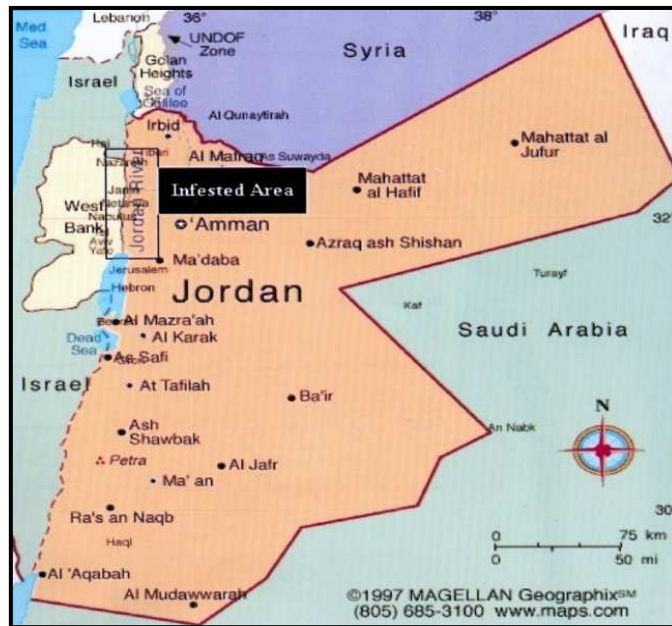 Lebanon
36°
38°
Med.
Sea
UNDOF
Zone
Syria
Iraq
Golan
Heights
Israel
Sea of
Galilee
Al Qunaytirah
Irbid
Mahattat al
Jufur
Nazareth
Al Mafraq
As Suwayda
Mahattat
al Hafif
Infested Area
Janin
Netanya
West
Bank
Nabulus
Jordan River
'Amman
32°
Azraq ash Shishan
Jerusalem
Ma'daba
Turayf
Hebron
Jordan
Kaf
Al Mazra'ah
Saudi Arabia
Dead
Sea
Al Karak
As Safi
Israel
At Tafilah
Ba'ir
Ash
Shawbak
An Nabk
N
Petra
Al Jafr
Ma' an
Ra's an Naqb
30°
Haql
0 75 km
0 50 mi
Al 'Aqabah
Al Mudawwarah
©1997 MAGELLAN Geographix℠
(805) 685-3100 www.maps.com